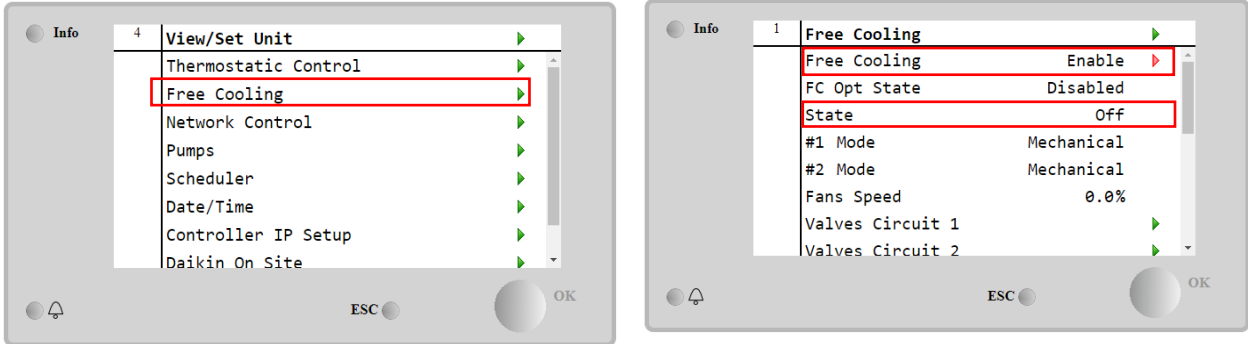 Info
4 View/Set Unit
Thermostatic Control
Free Cooling
Network Control
Pumps
Scheduler
Date/Time
Controller IP Setup
Daikin On Site
ESC
OK
Info
1 Free Cooling
Free Cooling Enable
FC Opt State Disabled
State Off
#1 Mode Mechanical
#2 Mode Mechanical
Fans Speed 0.0%
Valves Circuit 1
Valves Circuit 2
ESC
OK